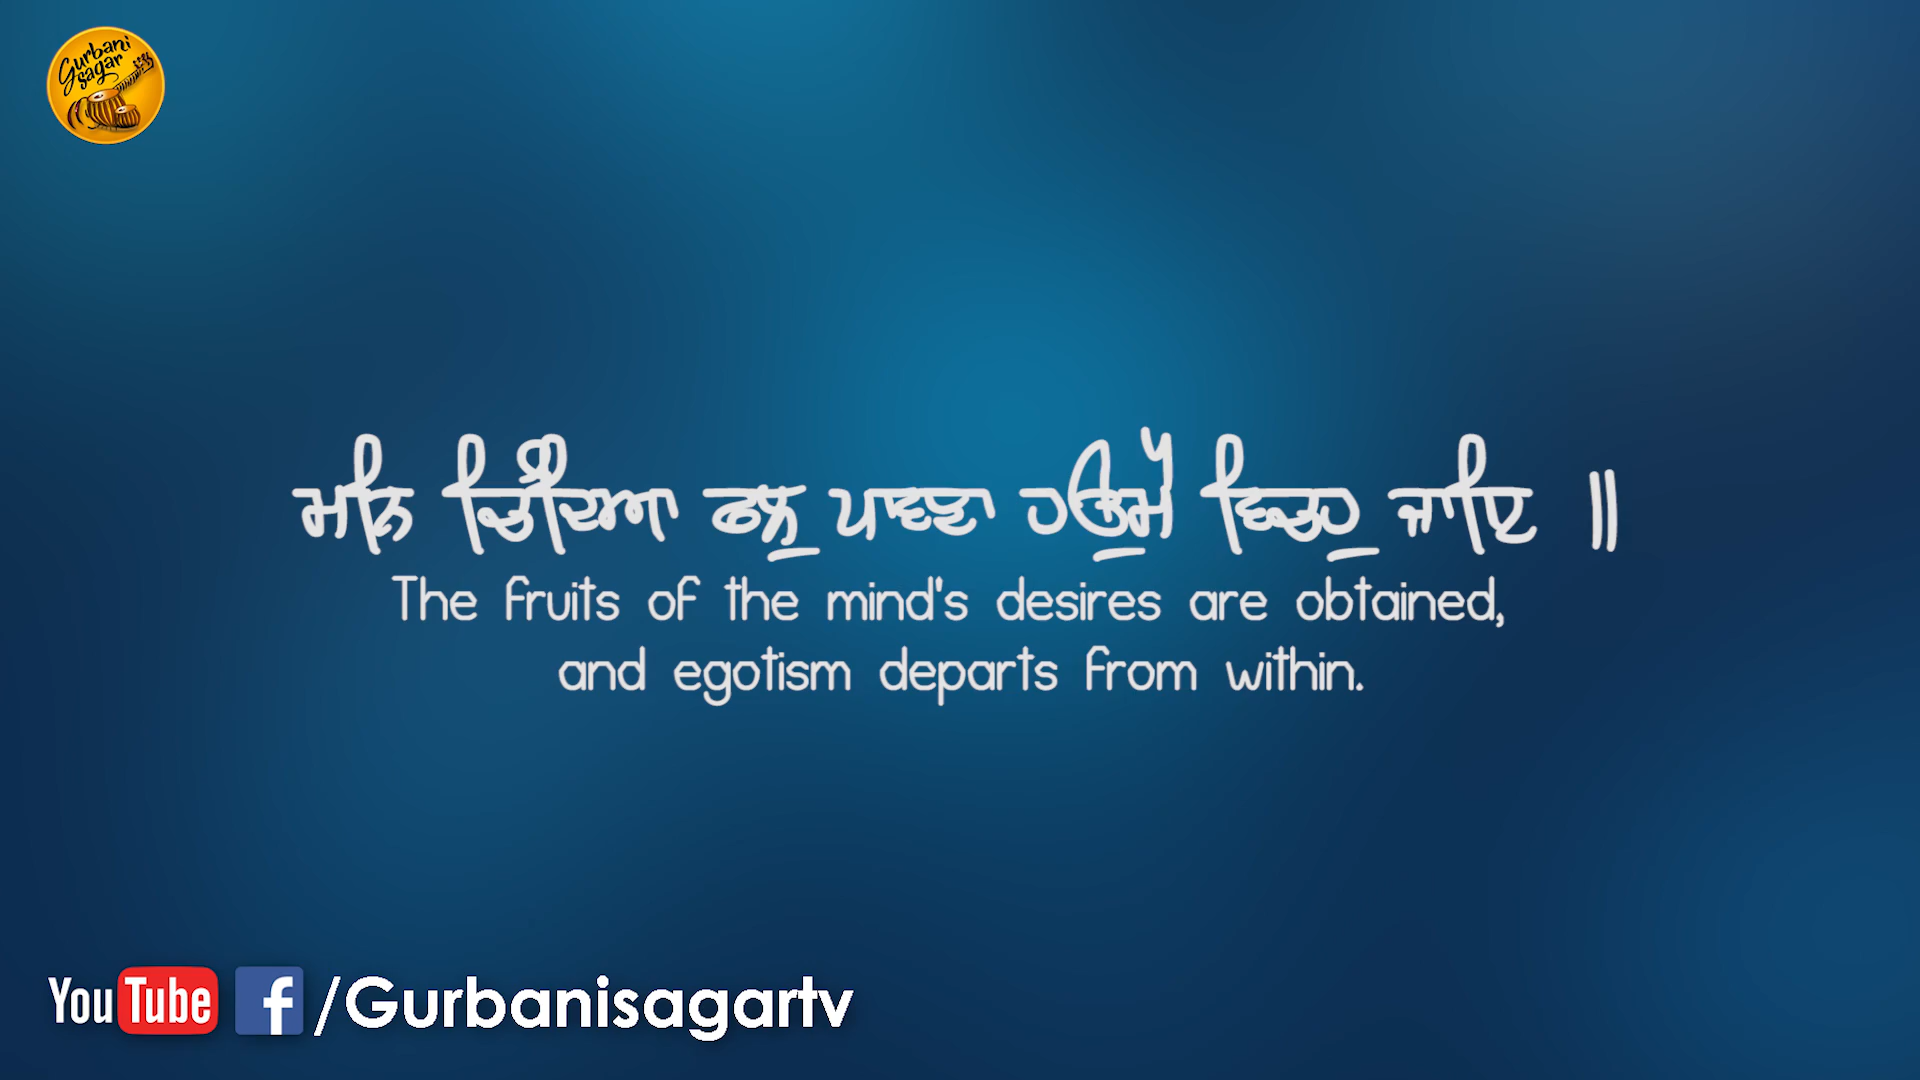 Gurbani
Sagar
ਮਨਿ ਚਿੰਦਿਆ ਫਲੁ ਪਾਵਣਾ ਹਉਮੈ ਵਿਚਹੁ ਜਾਇ ॥
The fruits of the mind's desires are obtained,
and egotism departs from within.
YouTube f /Gurbanisagartv